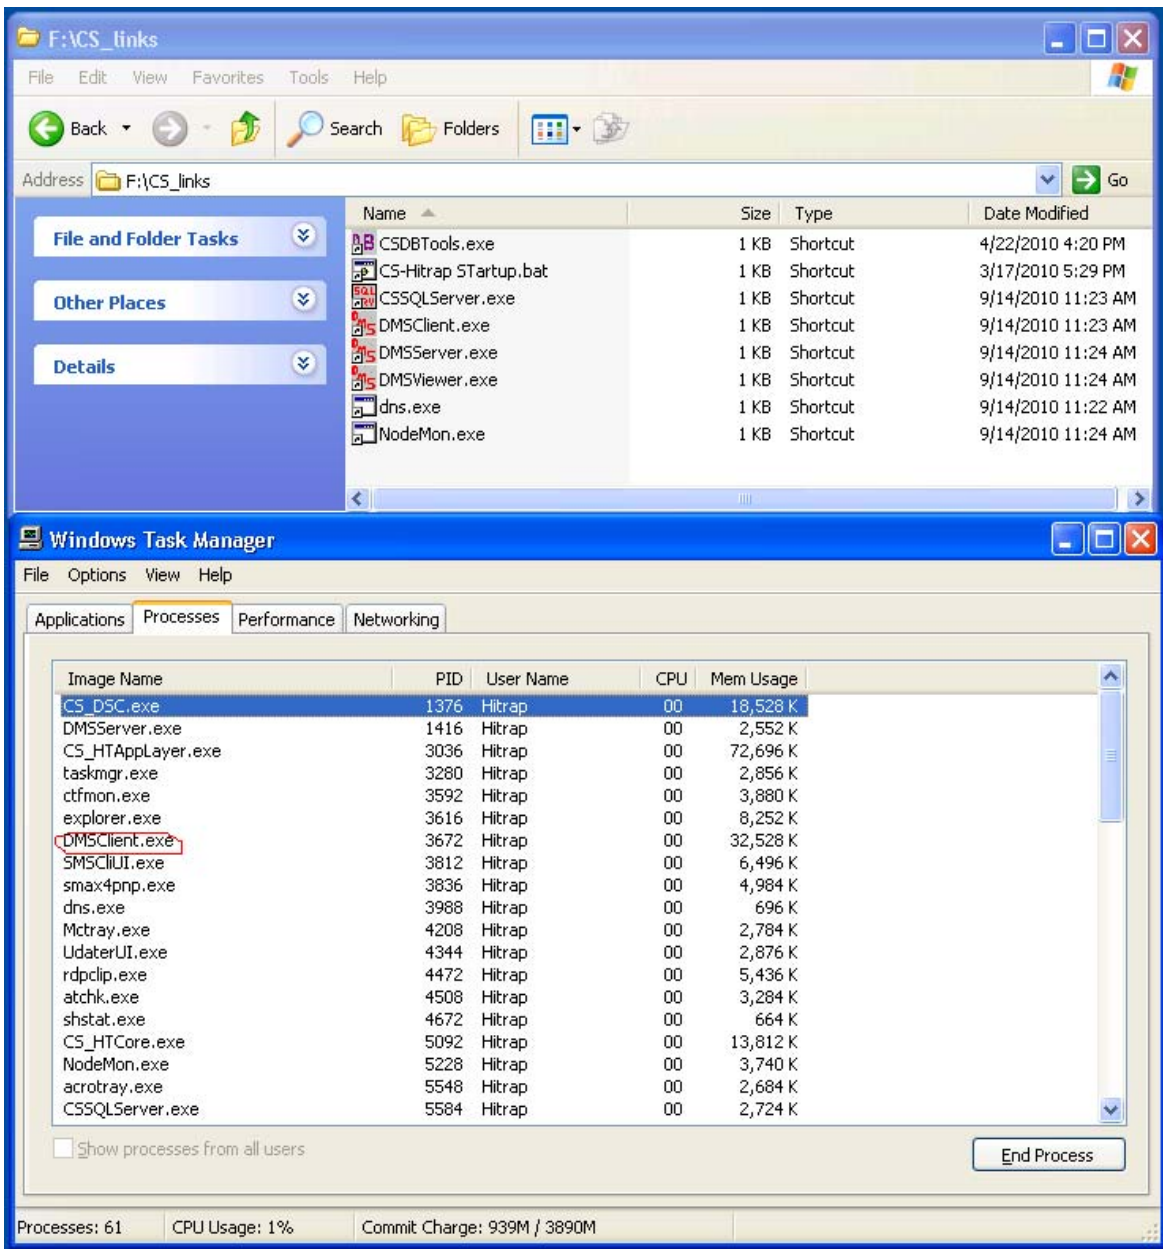 F:\CS_links
File Edit View Favorites Tools Help
Back Search Folders
Address F:\CS_links Go
Name Size Type Date Modified
File and Folder Tasks
Other Places
Details
CSDBTools.exe 1 KB Shortcut 4/22/2010 4:20 PM
CS-Hitrap STartup.bat 1 KB Shortcut 3/17/2010 5:29 PM
CSSQLServer.exe 1 KB Shortcut 9/14/2010 11:23 AM
DMSClient.exe 1 KB Shortcut 9/14/2010 11:23 AM
DMSServer.exe 1 KB Shortcut 9/14/2010 11:24 AM
DMSViewer.exe 1 KB Shortcut 9/14/2010 11:24 AM
dns.exe 1 KB Shortcut 9/14/2010 11:22 AM
NodeMon.exe 1 KB Shortcut 9/14/2010 11:24 AM
Windows Task Manager
File Options View Help
Applications Processes Performance Networking
Image Name PID User Name CPU Mem Usage
CS_DSC.exe 1376 Hitrap 00 18,528 K
DMSServer.exe 1416 Hitrap 00 2,552 K
CS_HTAppLayer.exe 3036 Hitrap 00 72,696 K
taskmgr.exe 3280 Hitrap 00 2,856 K
ctfmon.exe 3592 Hitrap 00 3,880 K
explorer.exe 3616 Hitrap 00 8,252 K
DMSClient.exe 3672 Hitrap 00 32,528 K
SMSCliUI.exe 3812 Hitrap 00 6,496 K
smax4pnp.exe 3836 Hitrap 00 4,984 K
dns.exe 3988 Hitrap 00 696 K
Mctray.exe 4208 Hitrap 00 2,784 K
UdaterUI.exe 4344 Hitrap 00 2,876 K
rdpclip.exe 4472 Hitrap 00 5,436 K
atchk.exe 4508 Hitrap 00 3,284 K
shstat.exe 4672 Hitrap 00 664 K
CS_HTCore.exe 5092 Hitrap 00 13,812 K
NodeMon.exe 5228 Hitrap 00 3,740 K
acrotray.exe 5548 Hitrap 00 2,684 K
CSSQLServer.exe 5584 Hitrap 00 2,724 K
Show processes from all users End Process
Processes: 61 CPU Usage: 1% Commit Charge: 939M / 3890M